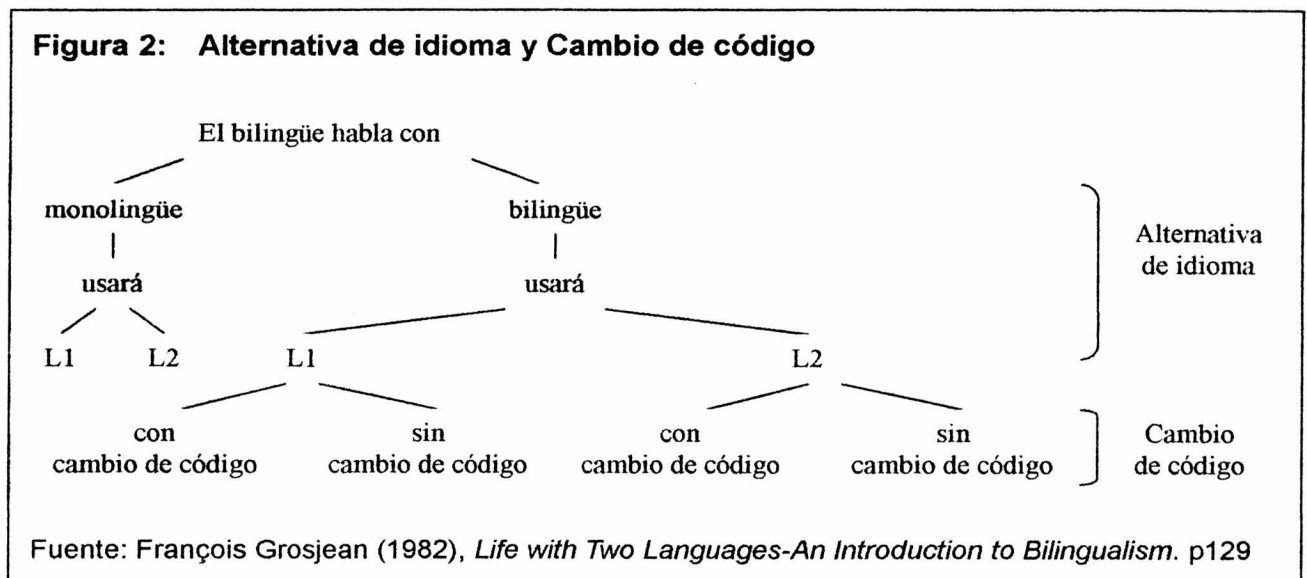 Figura 2: Alternativa de idioma y Cambio de código
El bilingüe habla con
monolingüe bilingüe
usará usará
Alternativa
de idioma
L1 L2 L1 L2
con sin con sin
cambio de código cambio de código cambio de código cambio de código
Cambio
de código
Fuente: François Grosjean (1982), Life with Two Languages-An Introduction to Bilingualism. p129